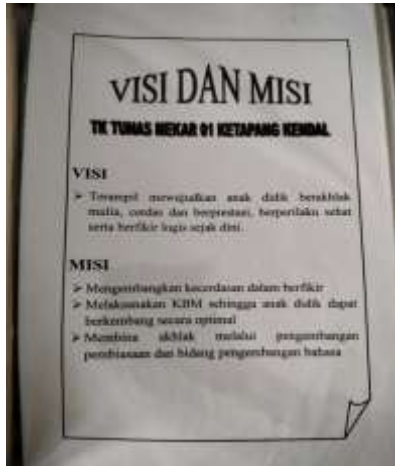 VISI DAN MISI
TK TUNAS MEKAR 01 KETAPANG KENDAL
VISI
➢ Terampil mewujudkan anak didik berakhlak
mulia, cerdas dan berprestasi, berperilaku sehat
serta berfikir logis sejak dini.
MISI
➢ Mengembangkan kecerdasan dalam berfikir
➢ Melaksanakan KBM sehingga anak didik dapat
berkembang secara optimal
➢ Membina akhlak melalui pengembangan
pembiasaan dan bidang pengembangan bahasa